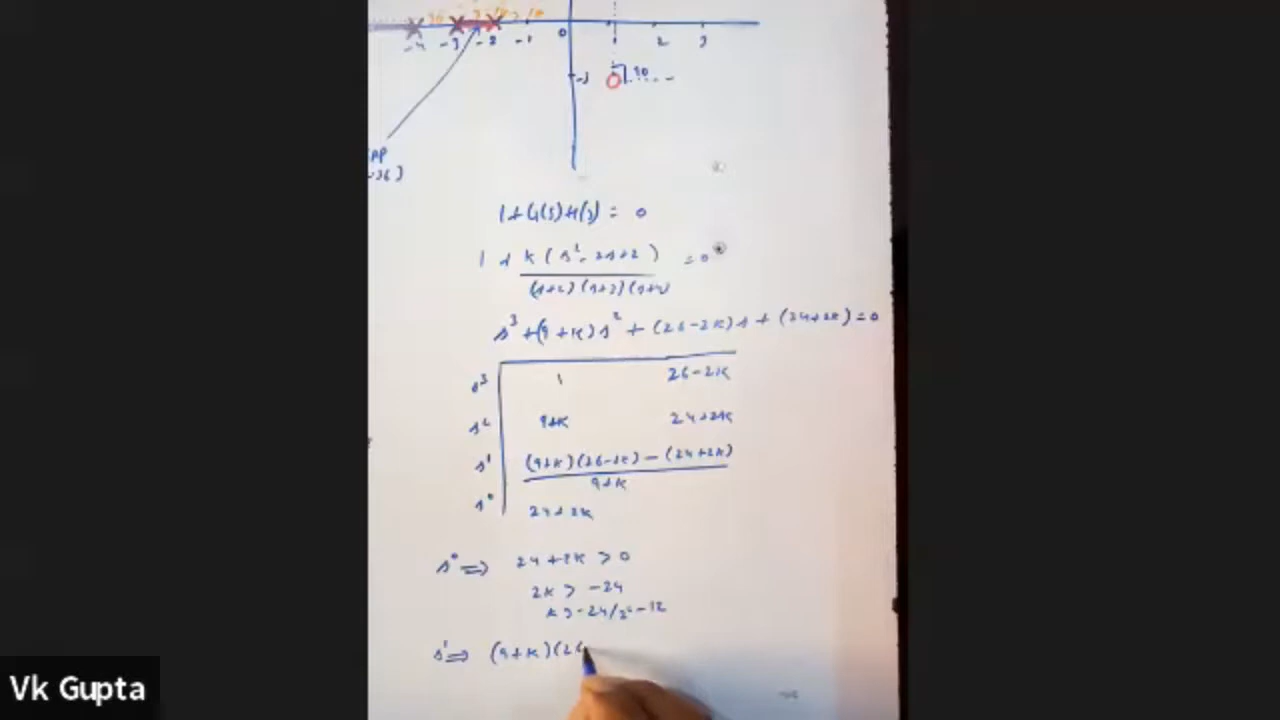 -4 -3 -2 -1 0 1 2 3
-1 90
1+G(s)H(s) = 0
1 + K(s²-2s+2) = 0
(s+2)(s+3)(s+4)
s³+(9+K)s²+(26-2K)s+(24+2K)=0
s³ 1 26-2K
s² 9+K 24+2K
s¹ (9+K)(26-2K)-(24+2K)
9+K
s⁰ 24+2K
s⁰ ⇒ 24+2K > 0
2K > -24
K > -24/2 = -12
s¹ ⇒ (9+K)(26
Vk Gupta